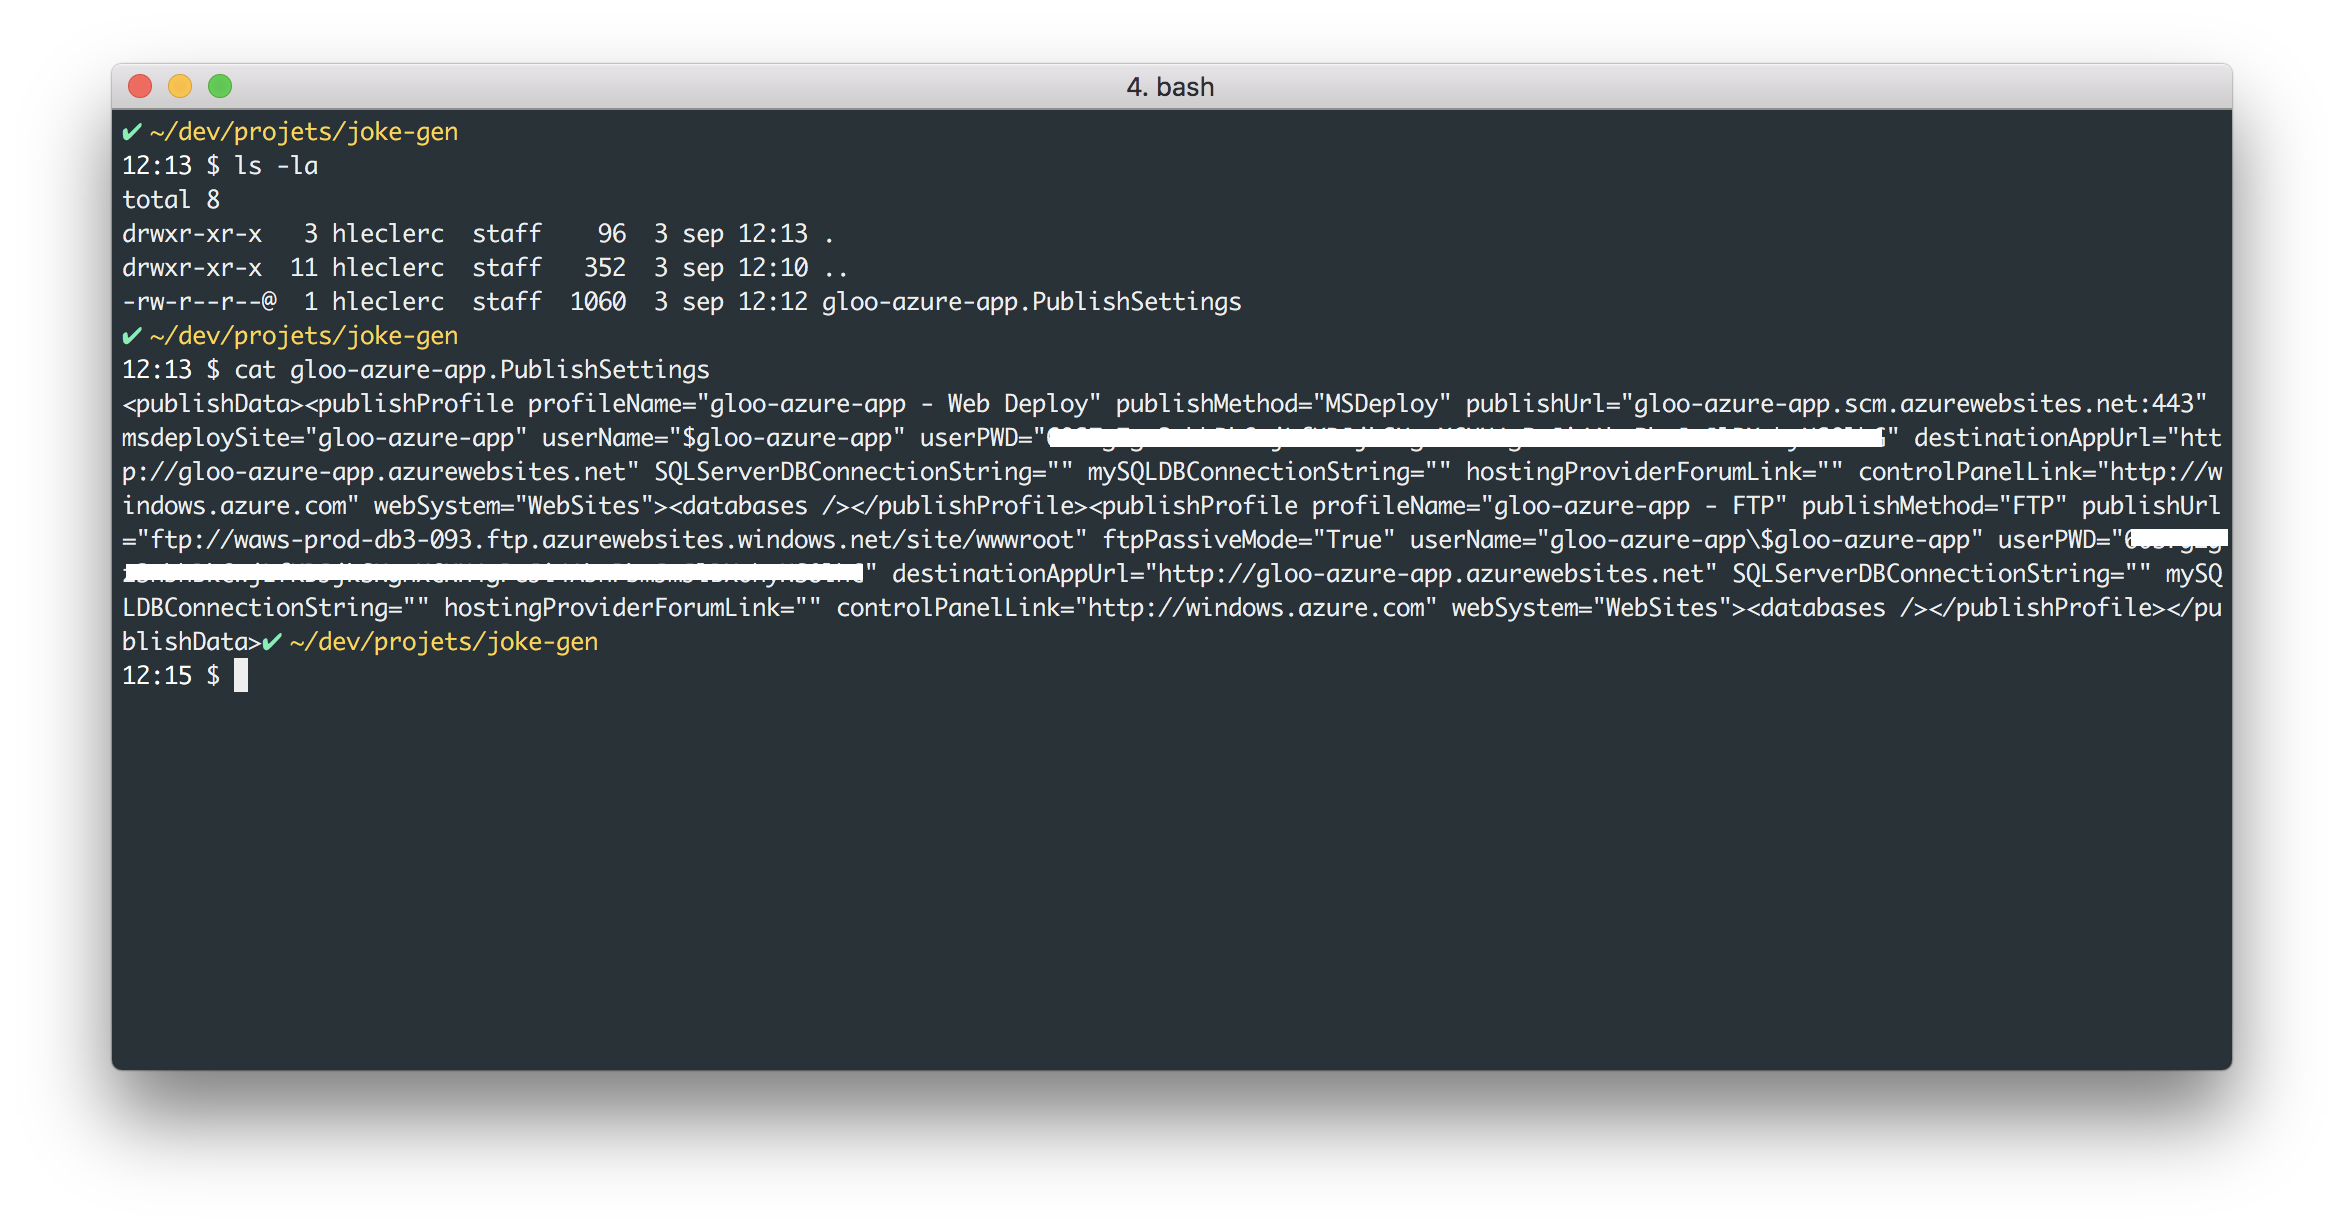 4. bash
✔ ~/dev/projets/joke-gen
12:13 $ ls -la
total 8
drwxr-xr-x   3 hleclerc  staff    96  3 sep 12:13 .
drwxr-xr-x  11 hleclerc  staff   352  3 sep 12:10 ..
-rw-r--r--@  1 hleclerc  staff  1060  3 sep 12:12 gloo-azure-app.PublishSettings
✔ ~/dev/projets/joke-gen
12:13 $ cat gloo-azure-app.PublishSettings
<publishData><publishProfile profileName="gloo-azure-app - Web Deploy" publishMethod="MSDeploy" publishUrl="gloo-azure-app.scm.azurewebsites.net:443"
msdeploySite="gloo-azure-app" userName="$gloo-azure-app" userPWD="" destinationAppUrl="htt
p://gloo-azure-app.azurewebsites.net" SQLServerDBConnectionString="" mySQLDBConnectionString="" hostingProviderForumLink="" controlPanelLink="http://w
indows.azure.com" webSystem="WebSites"><databases /></publishProfile><publishProfile profileName="gloo-azure-app - FTP" publishMethod="FTP" publishUrl
="ftp://waws-prod-db3-093.ftp.azurewebsites.windows.net/site/wwwroot" ftpPassiveMode="True" userName="gloo-azure-app\$gloo-azure-app" userPWD="
" destinationAppUrl="http://gloo-azure-app.azurewebsites.net" SQLServerDBConnectionString="" mySQ
LDBConnectionString="" hostingProviderForumLink="" controlPanelLink="http://windows.azure.com" webSystem="WebSites"><databases /></publishProfile></pu
blishData>✔ ~/dev/projets/joke-gen
12:15 $